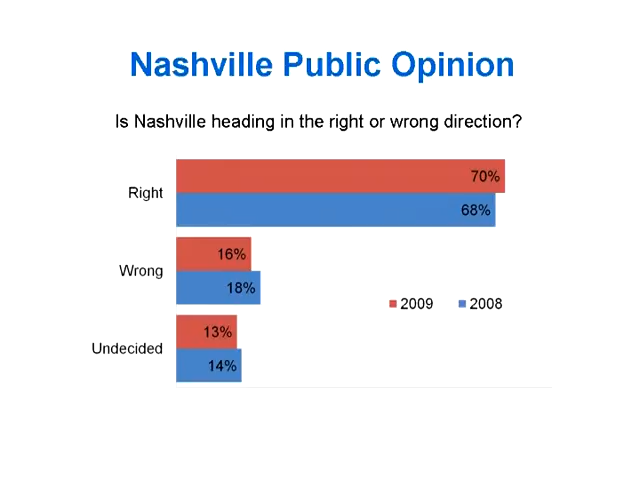 Nashville Public Opinion
Is Nashville heading in the right or wrong direction?
Right
70%
68%
Wrong
16%
18%
2009 2008
Undecided
13%
14%